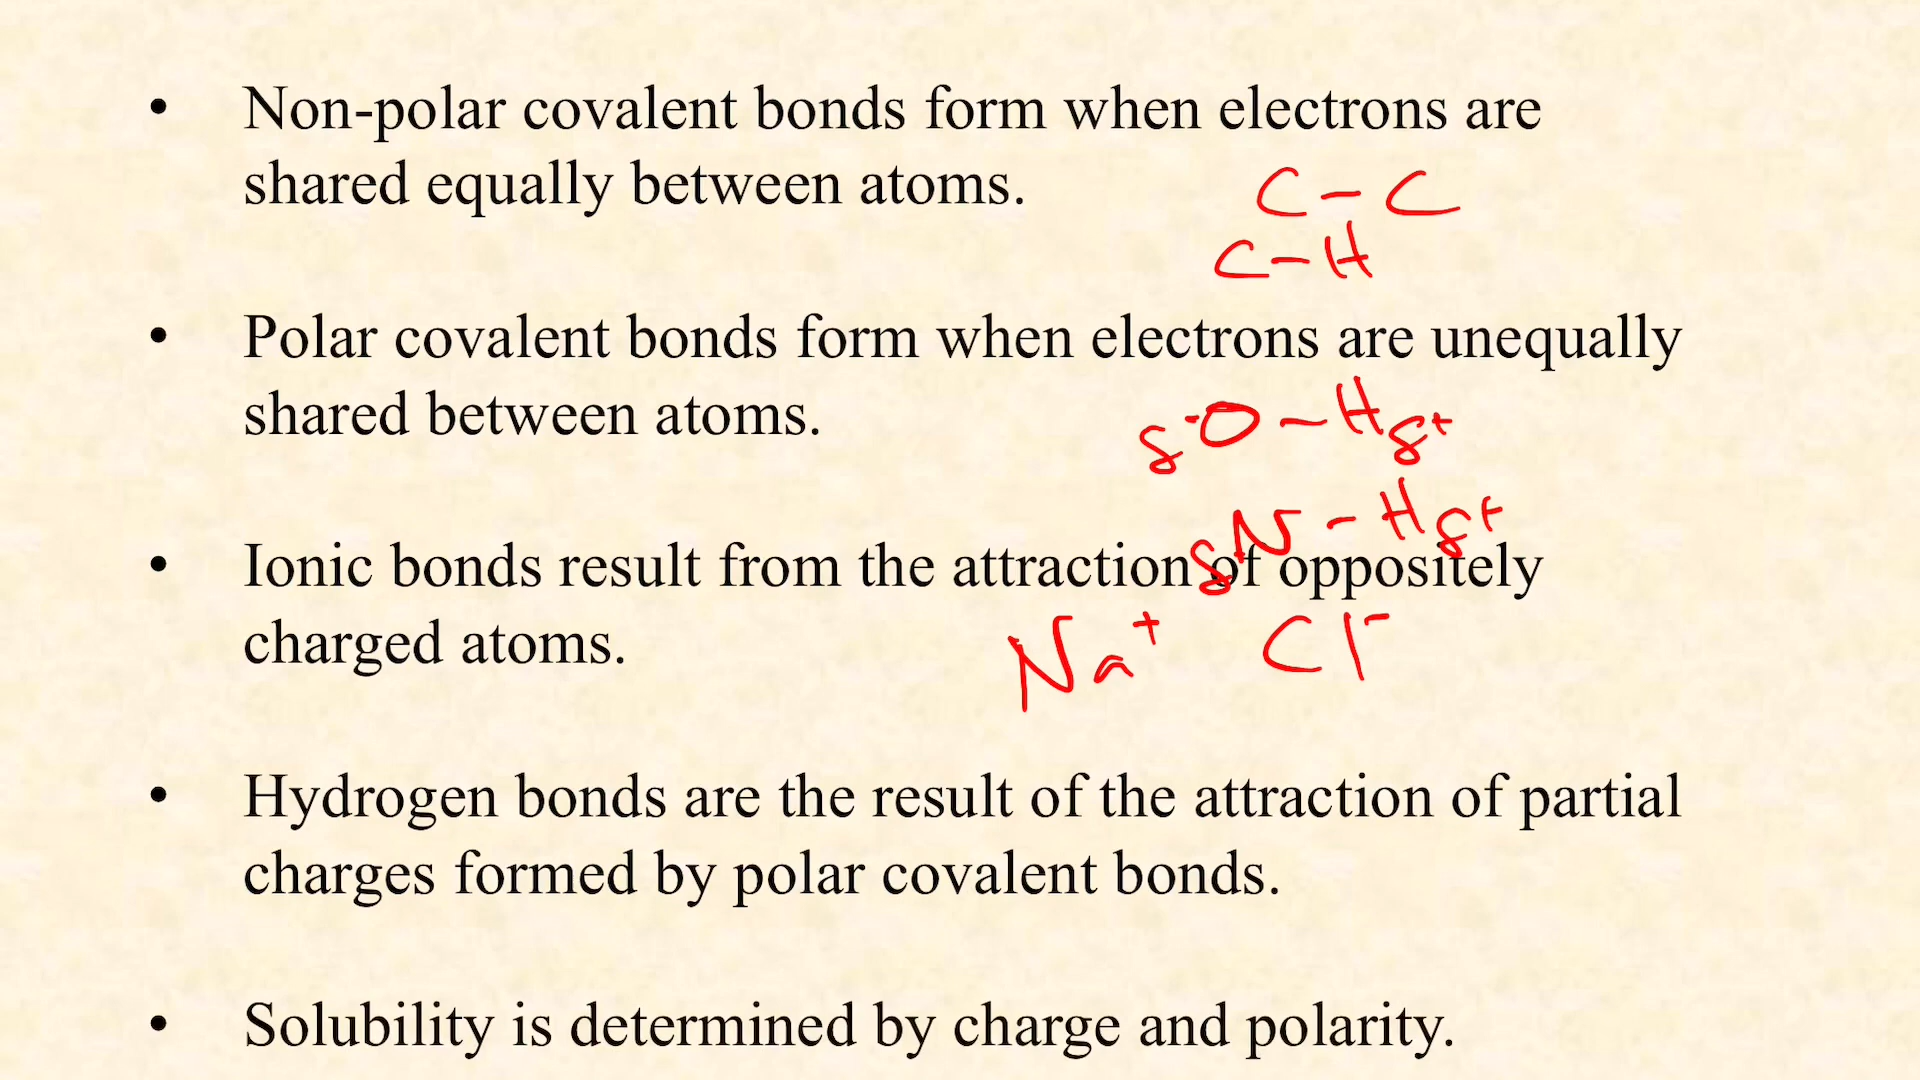 • Non-polar covalent bonds form when electrons are
shared equally between atoms.
C - C
C - H
• Polar covalent bonds form when electrons are unequally
shared between atoms.
δ- O - H δ+
δ N - H δ+
• Ionic bonds result from the attraction of oppositely
charged atoms.
Na+ Cl-
• Hydrogen bonds are the result of the attraction of partial
charges formed by polar covalent bonds.
• Solubility is determined by charge and polarity.